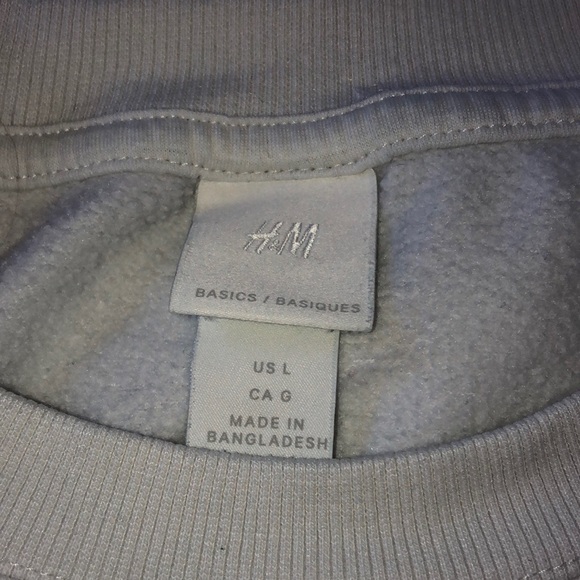 H&M
BASICS / BASIQUES
US L
CA G
MADE IN
BANGLADESH